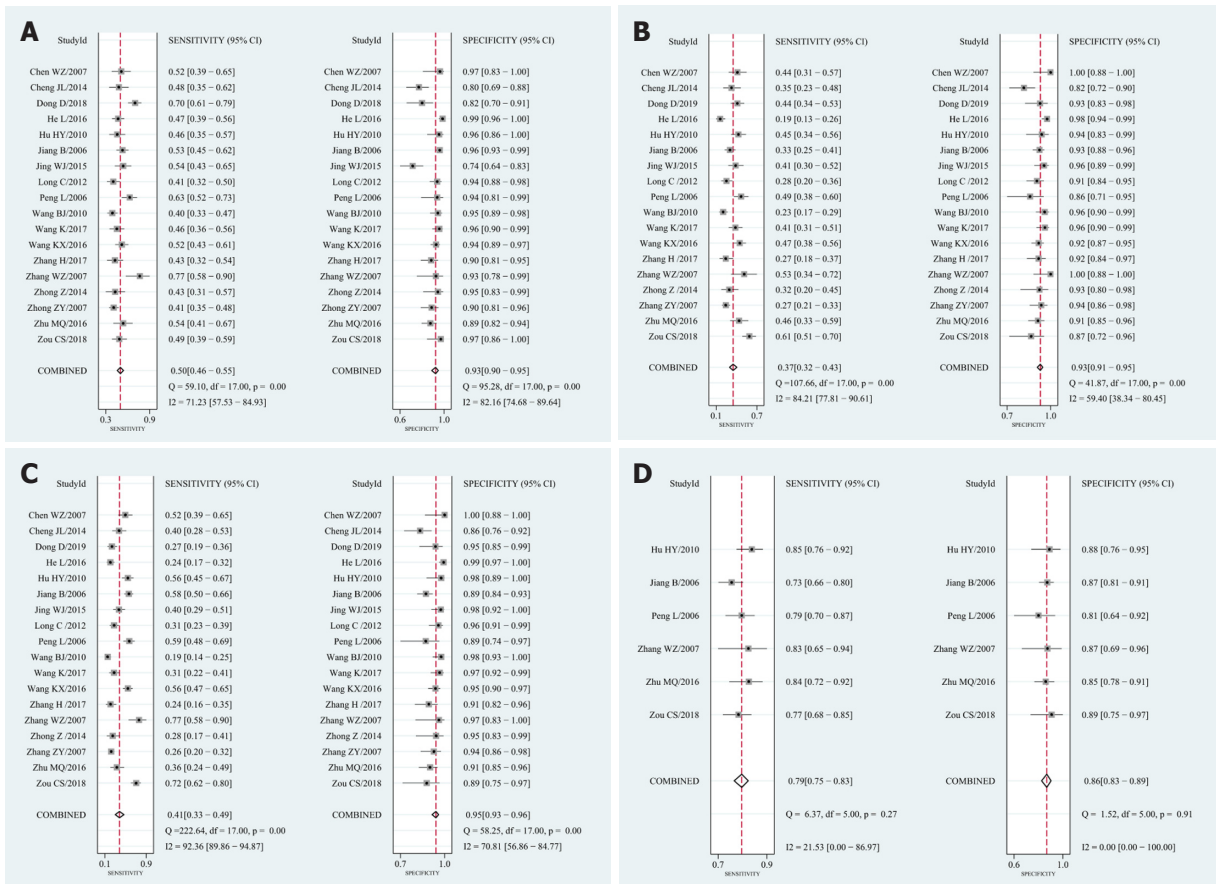 A
StudyId SENSITIVITY (95% CI) StudyId SPECIFICITY (95% CI)
Chen WZ/2007 0.52 [0.39 − 0.65] Chen WZ/2007 0.97 [0.83 − 1.00]
Cheng JL/2014 0.48 [0.35 − 0.62] Cheng JL/2014 0.80 [0.69 − 0.88]
Dong D/2018 0.70 [0.61 − 0.79] Dong D/2018 0.82 [0.70 − 0.91]
He L/2016 0.47 [0.39 − 0.56] He L/2016 0.99 [0.96 − 1.00]
Hu HY/2010 0.46 [0.35 − 0.57] Hu HY/2010 0.96 [0.86 − 1.00]
Jiang B/2006 0.53 [0.45 − 0.62] Jiang B/2006 0.96 [0.93 − 0.99]
Jing WJ/2015 0.54 [0.43 − 0.65] Jing WJ/2015 0.74 [0.64 − 0.83]
Long C/2012 0.41 [0.32 − 0.50] Long C/2012 0.94 [0.88 − 0.98]
Peng L/2006 0.63 [0.52 − 0.73] Peng L/2006 0.94 [0.81 − 0.99]
Wang BJ/2010 0.40 [0.33 − 0.47] Wang BJ/2010 0.95 [0.89 − 0.98]
Wang K/2017 0.46 [0.36 − 0.56] Wang K/2017 0.96 [0.90 − 0.99]
Wang KX/2016 0.52 [0.43 − 0.61] Wang KX/2016 0.94 [0.89 − 0.97]
Zhang H/2017 0.43 [0.32 − 0.54] Zhang H/2017 0.90 [0.81 − 0.95]
Zhang WZ/2007 0.77 [0.58 − 0.90] Zhang WZ/2007 0.93 [0.78 − 0.99]
Zhong Z/2014 0.43 [0.31 − 0.57] Zhong Z/2014 0.95 [0.83 − 0.99]
Zhong ZY/2007 0.41 [0.35 − 0.48] Zhong ZY/2007 0.90 [0.81 − 0.96]
Zhu MQ/2016 0.54 [0.41 − 0.67] Zhu MQ/2016 0.89 [0.82 − 0.94]
Zou CS/2018 0.49 [0.39 − 0.59] Zou CS/2018 0.97 [0.86 − 1.00]
COMBINED 0.50[0.46 − 0.55] COMBINED 0.93[0.90 − 0.95]
Q = 59.10, df = 17.00, p = 0.00 Q = 95.28, df = 17.00, p = 0.00
I2 = 71.23 [57.53 − 84.93] I2 = 82.16 [74.68 − 89.64]
0.3 0.9 0.6 1.0
SENSITIVITY SPECIFICITY
B
StudyId SENSITIVITY (95% CI) StudyId SPECIFICITY (95% CI)
Chen WZ/2007 0.44 [0.31 − 0.57] Chen WZ/2007 1.00 [0.88 − 1.00]
Cheng JL/2014 0.35 [0.23 − 0.48] Cheng JL/2014 0.82 [0.72 − 0.90]
Dong D/2019 0.44 [0.34 − 0.53] Dong D/2019 0.93 [0.83 − 0.98]
He L/2016 0.19 [0.13 − 0.26] He L/2016 0.98 [0.94 − 0.99]
Hu HY/2010 0.45 [0.34 − 0.56] Hu HY/2010 0.94 [0.83 − 0.99]
Jiang B/2006 0.33 [0.25 − 0.41] Jiang B/2006 0.93 [0.88 − 0.96]
Jing WJ/2015 0.41 [0.30 − 0.52] Jing WJ/2015 0.96 [0.89 − 0.99]
Long C /2012 0.28 [0.20 − 0.36] Long C /2012 0.91 [0.84 − 0.95]
Peng L/2006 0.49 [0.38 − 0.60] Peng L/2006 0.86 [0.71 − 0.95]
Wang BJ/2010 0.23 [0.17 − 0.29] Wang BJ/2010 0.96 [0.90 − 0.99]
Wang K/2017 0.41 [0.31 − 0.51] Wang K/2017 0.96 [0.90 − 0.99]
Wang KX/2016 0.47 [0.38 − 0.56] Wang KX/2016 0.92 [0.87 − 0.95]
Zhang H /2017 0.27 [0.18 − 0.37] Zhang H /2017 0.92 [0.84 − 0.97]
Zhang WZ/2007 0.53 [0.34 − 0.72] Zhang WZ/2007 1.00 [0.88 − 1.00]
Zhong Z /2014 0.32 [0.20 − 0.45] Zhong Z /2014 0.93 [0.80 − 0.98]
Zhang ZY/2007 0.27 [0.21 − 0.33] Zhang ZY/2007 0.94 [0.86 − 0.98]
Zhu MQ/2016 0.46 [0.33 − 0.59] Zhu MQ/2016 0.91 [0.85 − 0.96]
Zou CS/2018 0.61 [0.51 − 0.70] Zou CS/2018 0.87 [0.72 − 0.96]
COMBINED 0.37[0.32 − 0.43] COMBINED 0.93[0.91 − 0.95]
Q =107.66, df = 17.00, p = 0.00 Q = 41.87, df = 17.00, p = 0.00
I2 = 84.21 [77.81 − 90.61] I2 = 59.40 [38.34 − 80.45]
0.1 0.7 0.7 1.0
SENSITIVITY SPECIFICITY
C
StudyId SENSITIVITY (95% CI) StudyId SPECIFICITY (95% CI)
Chen WZ/2007 0.52 [0.39 − 0.65] Chen WZ/2007 1.00 [0.88 − 1.00]
Cheng JL/2014 0.40 [0.28 − 0.53] Cheng JL/2014 0.86 [0.76 − 0.92]
Dong D/2019 0.27 [0.19 − 0.36] Dong D/2019 0.95 [0.85 − 0.99]
He L/2016 0.24 [0.17 − 0.32] He L/2016 0.99 [0.97 − 1.00]
Hu HY/2010 0.56 [0.45 − 0.67] Hu HY/2010 0.98 [0.89 − 1.00]
Jiang B/2006 0.58 [0.50 − 0.66] Jiang B/2006 0.89 [0.84 − 0.93]
Jing WJ/2015 0.40 [0.29 − 0.51] Jing WJ/2015 0.98 [0.92 − 1.00]
Long C /2012 0.31 [0.23 − 0.39] Long C /2012 0.96 [0.91 − 0.99]
Peng L/2006 0.59 [0.48 − 0.69] Peng L/2006 0.89 [0.74 − 0.97]
Wang BJ/2010 0.19 [0.14 − 0.25] Wang BJ/2010 0.98 [0.93 − 1.00]
Wang K/2017 0.31 [0.22 − 0.41] Wang K/2017 0.97 [0.92 − 0.99]
Wang KX/2016 0.56 [0.47 − 0.65] Wang KX/2016 0.95 [0.90 − 0.97]
Zhang H /2017 0.24 [0.16 − 0.35] Zhang H /2017 0.91 [0.82 − 0.96]
Zhang WZ/2007 0.77 [0.58 − 0.90] Zhang WZ/2007 0.97 [0.83 − 1.00]
Zhong Z /2014 0.28 [0.17 − 0.41] Zhong Z /2014 0.95 [0.83 − 0.99]
Zhang ZY/2007 0.26 [0.20 − 0.32] Zhang ZY/2007 0.94 [0.86 − 0.98]
Zhu MQ/2016 0.36 [0.24 − 0.49] Zhu MQ/2016 0.91 [0.85 − 0.96]
Zou CS/2018 0.72 [0.62 − 0.80] Zou CS/2018 0.89 [0.75 − 0.97]
COMBINED 0.41[0.33 − 0.49] COMBINED 0.95[0.93 − 0.96]
Q =222.64, df = 17.00, p = 0.00 Q = 58.25, df = 17.00, p = 0.00
I2 = 92.36 [89.86 − 94.87] I2 = 70.81 [56.86 − 84.77]
0.1 0.9 0.7 1.0
SENSITIVITY SPECIFICITY
D
StudyId SENSITIVITY (95% CI) StudyId SPECIFICITY (95% CI)
Hu HY/2010 0.85 [0.76 − 0.92] Hu HY/2010 0.88 [0.76 − 0.95]
Jiang B/2006 0.73 [0.66 − 0.80] Jiang B/2006 0.87 [0.81 − 0.91]
Peng L/2006 0.79 [0.70 − 0.87] Peng L/2006 0.81 [0.64 − 0.92]
Zhang WZ/2007 0.83 [0.65 − 0.94] Zhang WZ/2007 0.87 [0.69 − 0.96]
Zhu MQ/2016 0.84 [0.72 − 0.92] Zhu MQ/2016 0.85 [0.78 − 0.91]
Zou CS/2018 0.77 [0.68 − 0.85] Zou CS/2018 0.89 [0.75 − 0.97]
COMBINED 0.79[0.75 − 0.83] COMBINED 0.86[0.83 − 0.89]
Q = 6.37, df = 5.00, p = 0.27 Q = 1.52, df = 5.00, p = 0.91
I2 = 21.53 [0.00 − 86.97] I2 = 0.00 [0.00 − 100.00]
0.7 0.9 0.6 1.0
SENSITIVITY SPECIFICITY